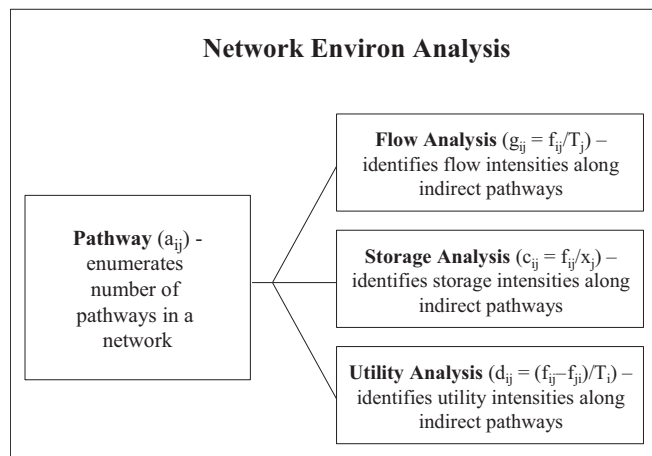 Network Environ Analysis
Flow Analysis (gᵢⱼ = fᵢⱼ/Tⱼ) –
identifies flow intensities along
indirect pathways
Pathway (aᵢⱼ) -
enumerates
number of
pathways in a
network
Storage Analysis (cᵢⱼ = fᵢⱼ/xⱼ) –
identifies storage intensities along
indirect pathways
Utility Analysis (dᵢⱼ = (fᵢⱼ–fⱼᵢ)/Tᵢ) –
identifies utility intensities along
indirect pathways